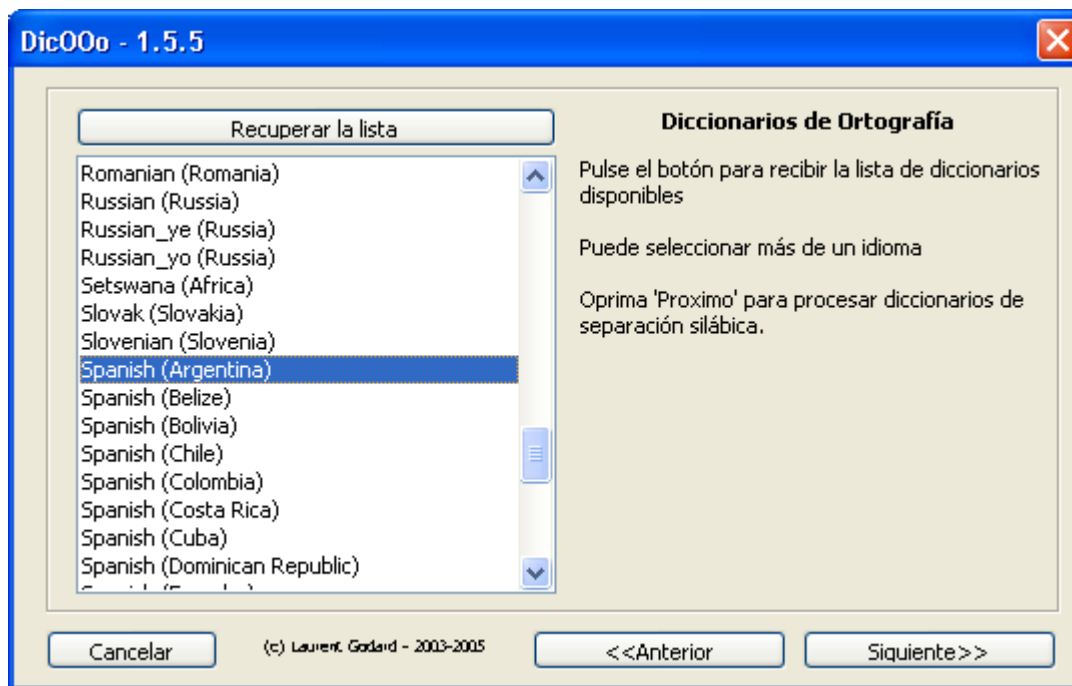 DicOOo - 1.5.5
Recuperar la lista
Romanian (Romania)
Russian (Russia)
Russian_ye (Russia)
Russian_yo (Russia)
Setswana (Africa)
Slovak (Slovakia)
Slovenian (Slovenia)
Spanish (Argentina)
Spanish (Belize)
Spanish (Bolivia)
Spanish (Chile)
Spanish (Colombia)
Spanish (Costa Rica)
Spanish (Cuba)
Spanish (Dominican Republic)
Diccionarios de Ortografía
Pulse el botón para recibir la lista de diccionarios
disponibles
Puede seleccionar más de un idioma
Oprima 'Proximo' para procesar diccionarios de
separación silábica.
Cancelar
(c) Laurent Godard - 2003-2005
<<Anterior
Siguiente>>